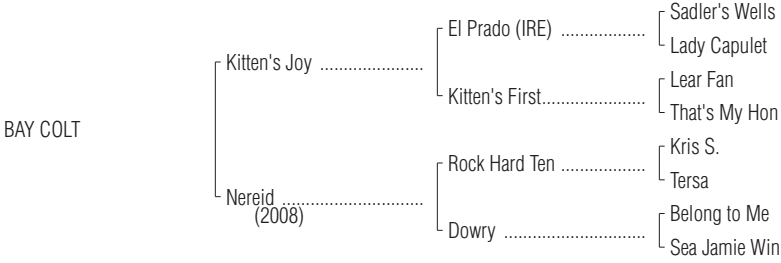 Sadler's Wells
El Prado (IRE) ...................
Lady Capulet
Kitten's Joy .......................
Lear Fan
Kitten's First.......................
That's My Hon
BAY COLT
Kris S.
Rock Hard Ten ...................
Tersa
Nereid ................................
(2008)
Belong to Me
Dowry ................................
Sea Jamie Win